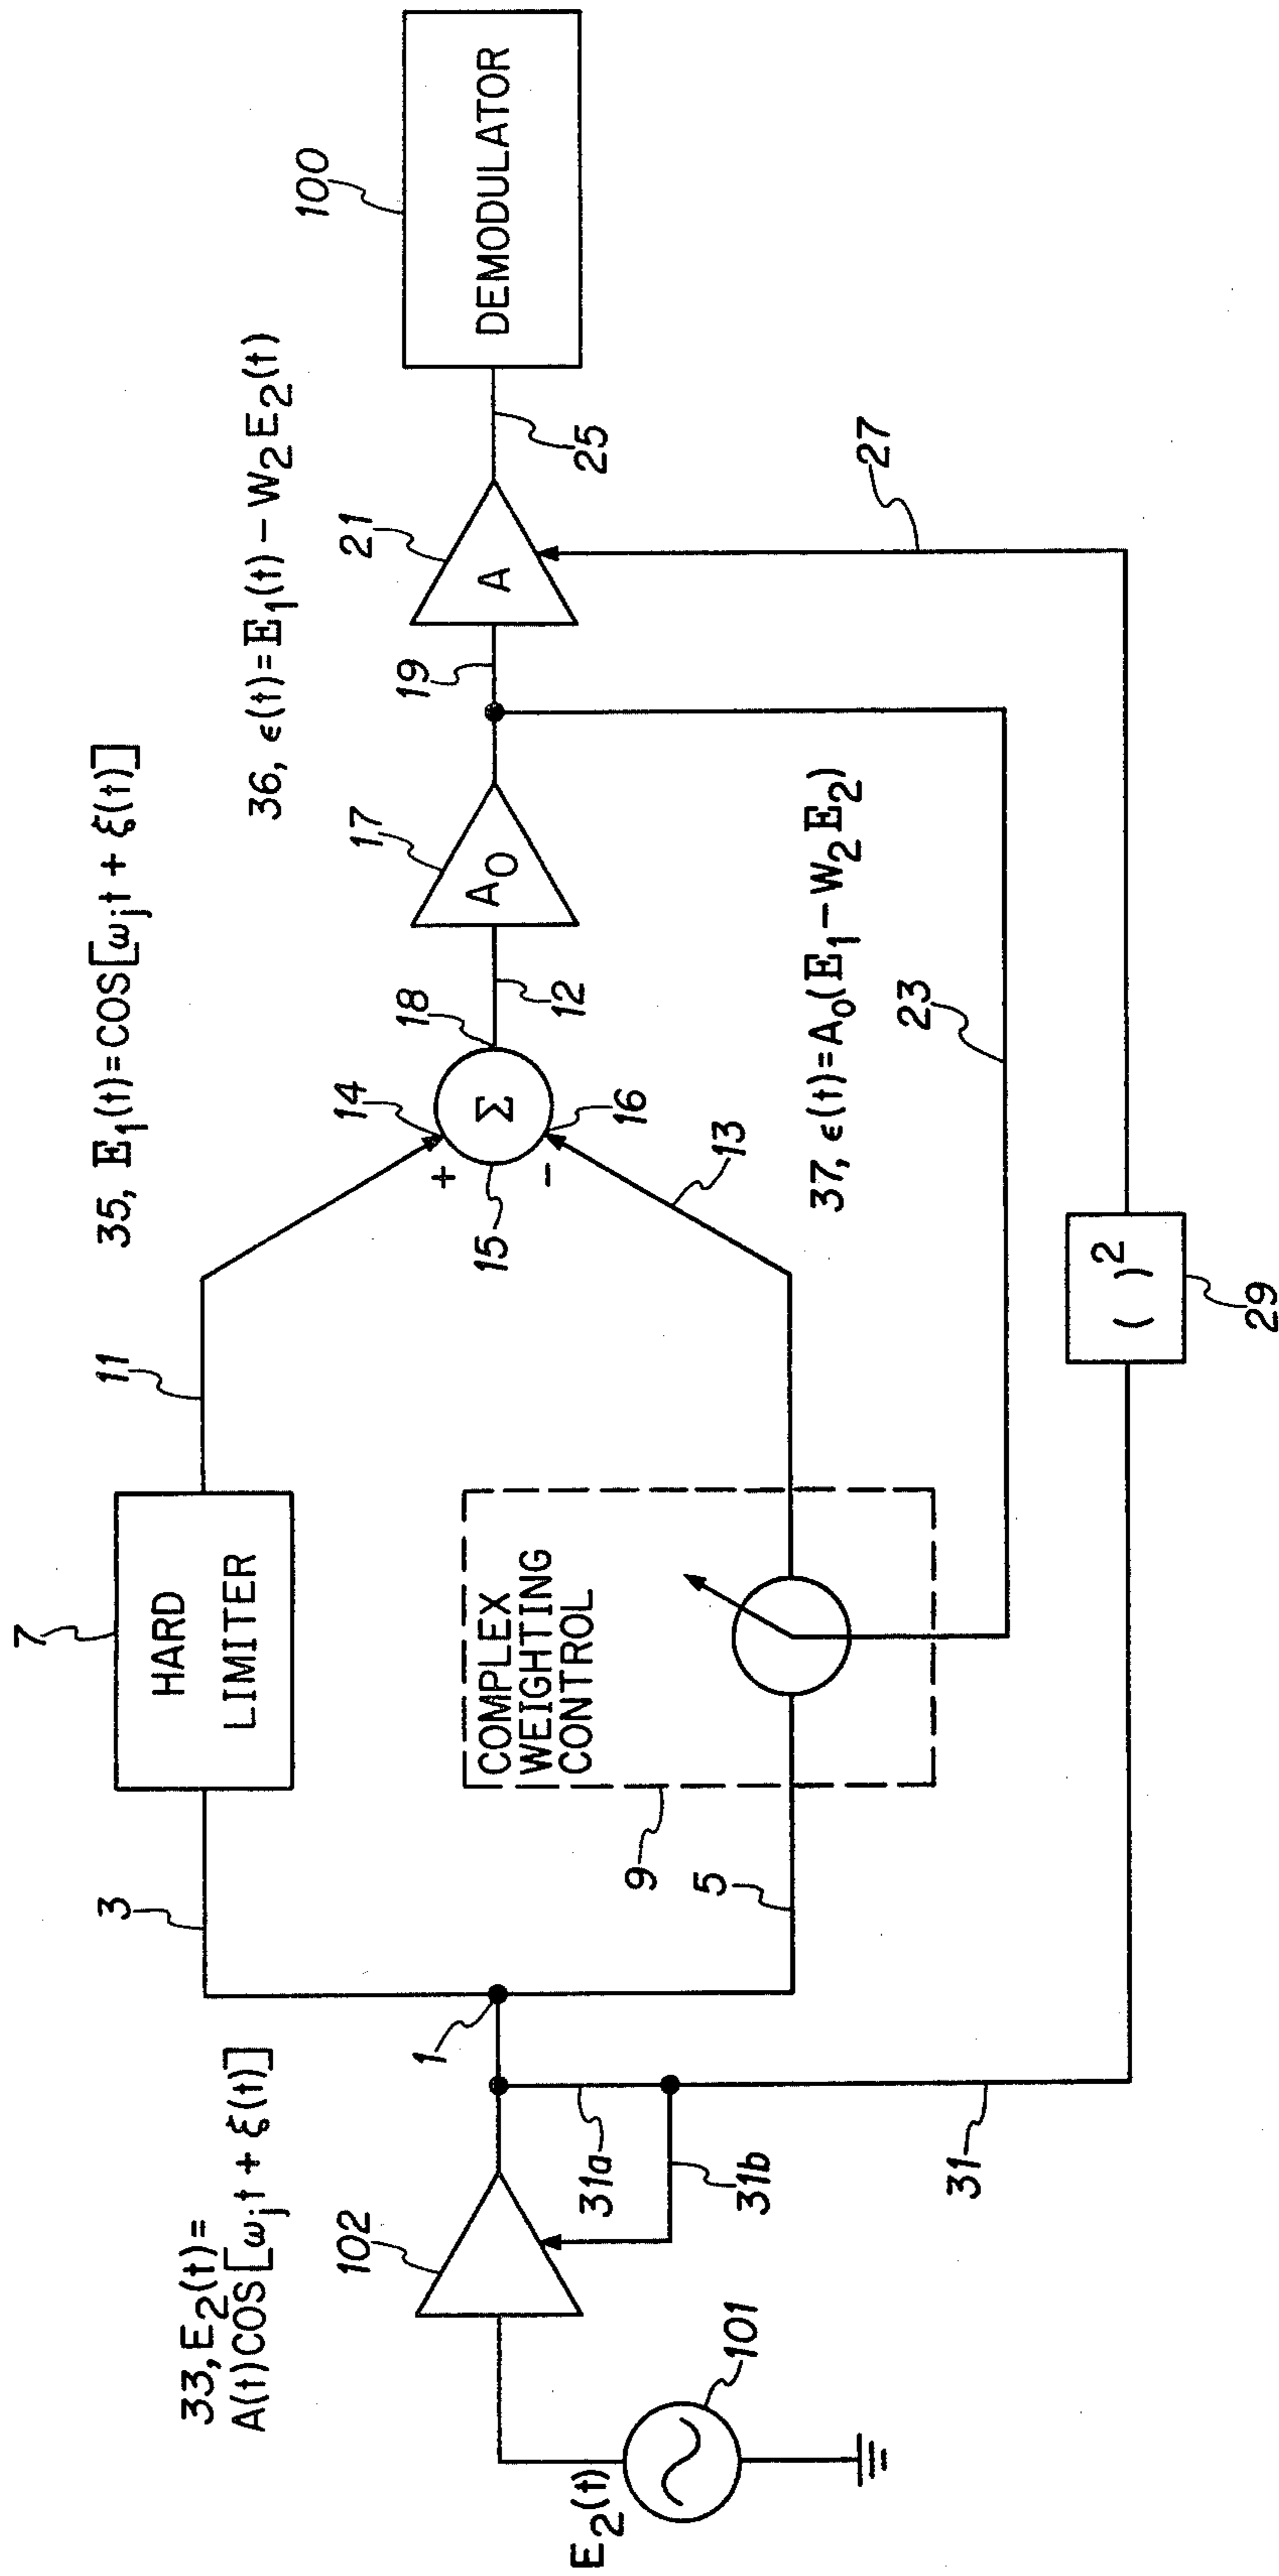 33, E₂(t)=
A(t)COS[ωⱼt + ξ(t)]
35, E₁(t)=COS[ωⱼt + ξ(t)]
36, ϵ(t)=E₁(t)-W₂E₂(t)
37, ϵ(t)=A₀(E₁-W₂E₂)
E₂(t)
101
102
31a
31b
31
1
3
5
7
HARD
LIMITER
9
COMPLEX
WEIGHTING
CONTROL
11
13
14
+
Σ
-
15
16
18
12
17
A₀
19
21
A
23
25
27
( )²
29
100
DEMODULATOR